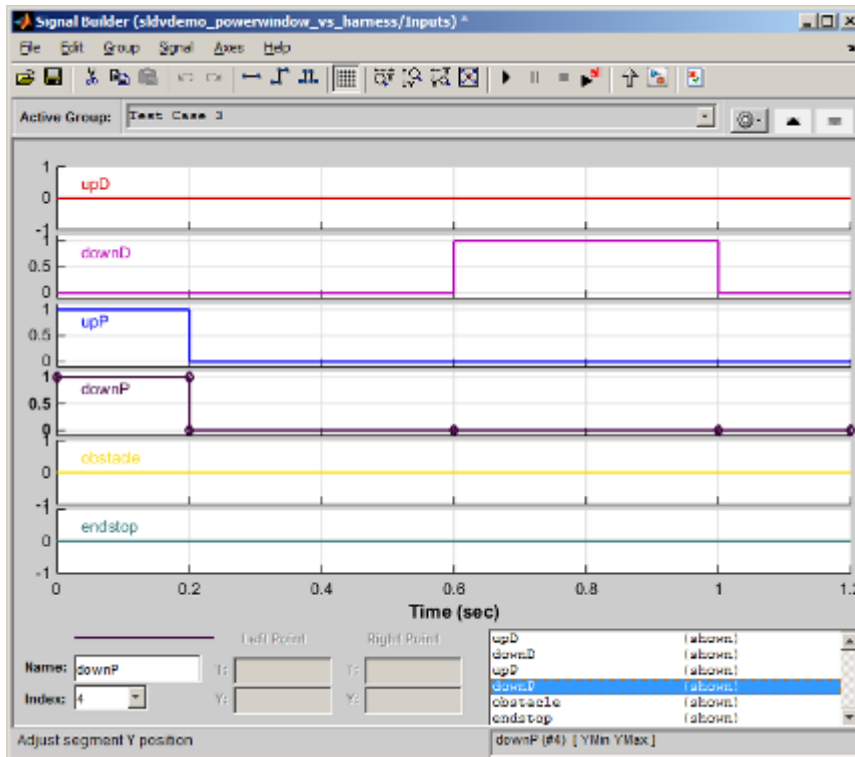 Signal Builder (sldvdemo_powerwindow_vs_harness/Inputs) *
File Edit Group Signal Axes Help
Active Group: Test Case 3
1
upD
0
-1
1
downD
0.5
0
1
upP
0.5
0
1
downP
0.5
0
1
obstacle
0
-1
1
endstop
0
-1
0 0.2 0.4 0.6 0.8 1 1.2
Time (sec)
Left Point Right Point
Name: downP T: T:
Index: 4 Y: Y:
upD (shown)
downD (shown)
upP (shown)
downP (shown)
obstacle (shown)
endstop (shown)
Adjust segment Y position
downP (#4) [ YMin YMax ]